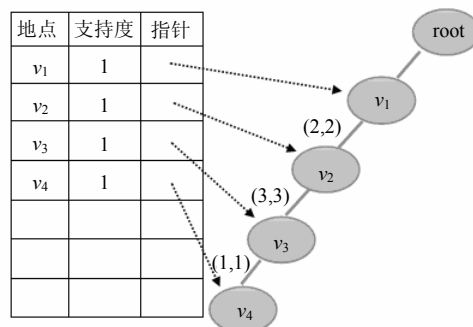 地点 支持度 指针
v1 1
v2 1
v3 1
v4 1
root
v1
(2,2)
v2
(3,3)
v3
(1,1)
v4